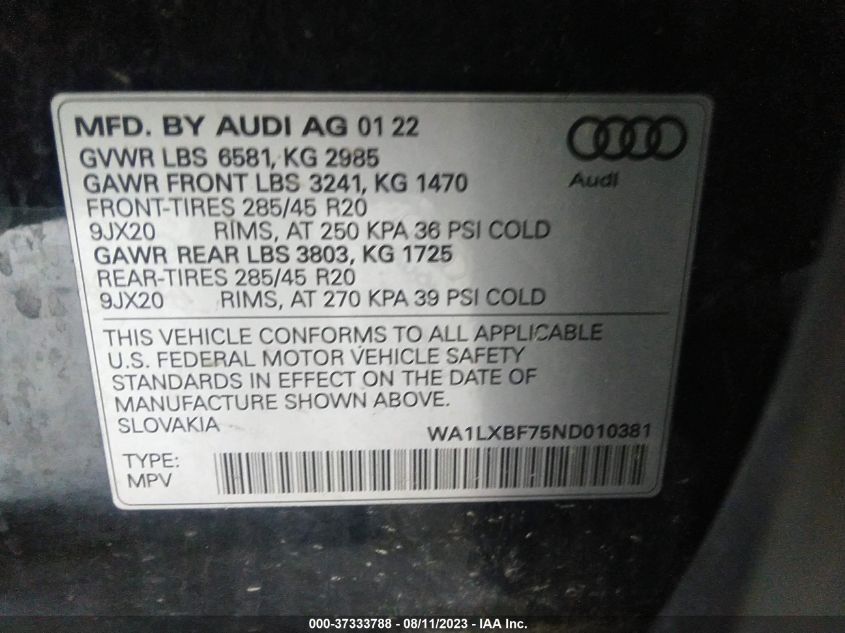 MFD. BY AUDI AG 01 22
Audi
GVWR LBS 6581, KG 2985
GAWR FRONT LBS 3241, KG 1470
FRONT-TIRES 285/45 R20
9JX20 RIMS, AT 250 KPA 36 PSI COLD
GAWR REAR LBS 3803, KG 1725
REAR-TIRES 285/45 R20
9JX20 RIMS, AT 270 KPA 39 PSI COLD
THIS VEHICLE CONFORMS TO ALL APPLICABLE
U.S. FEDERAL MOTOR VEHICLE SAFETY
STANDARDS IN EFFECT ON THE DATE OF
MANUFACTURE SHOWN ABOVE.
SLOVAKIA
WA1LXBF75ND010381
TYPE:
MPV
000-37333788 - 08/11/2023 - WWW.IAAI.COM. IAA Inc.